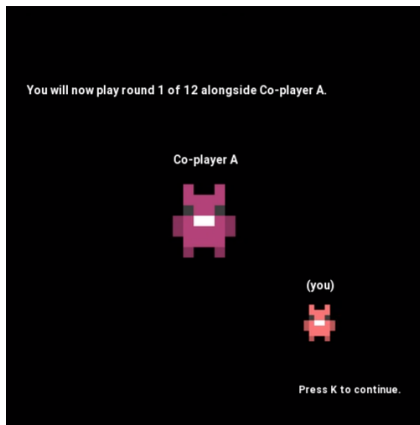 You will now play round 1 of 12 alongside Co-player A.
Co-player A
(you)
Press K to continue.